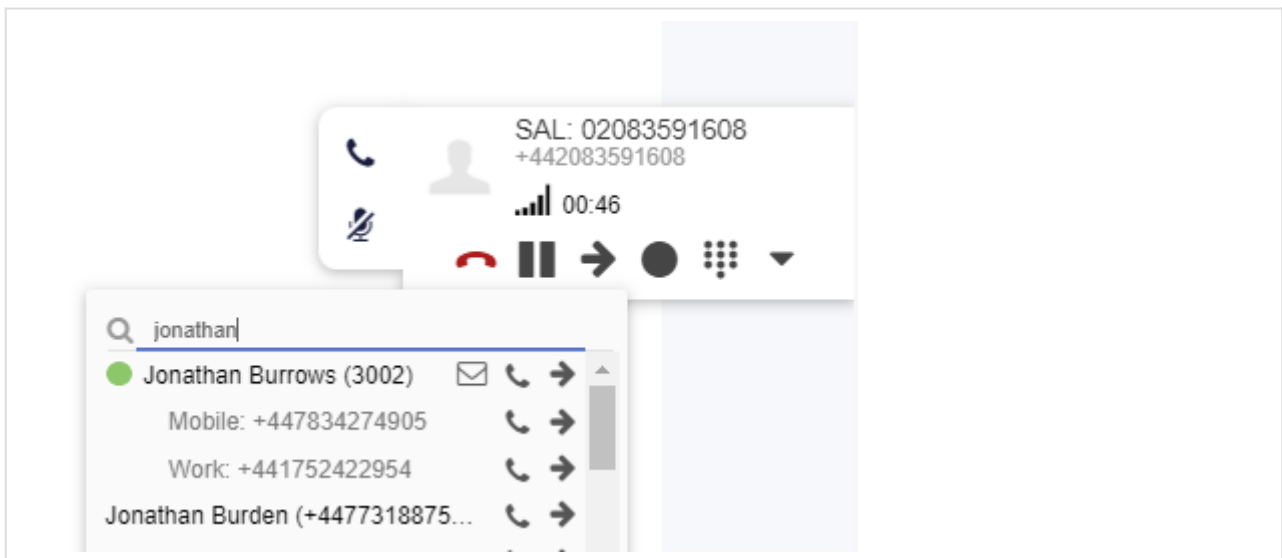 SAL: 02083591608
+442083591608
00:46
jonathan
Jonathan Burrows (3002)
Mobile: +447834274905
Work: +441752422954
Jonathan Burden (+4477318875...